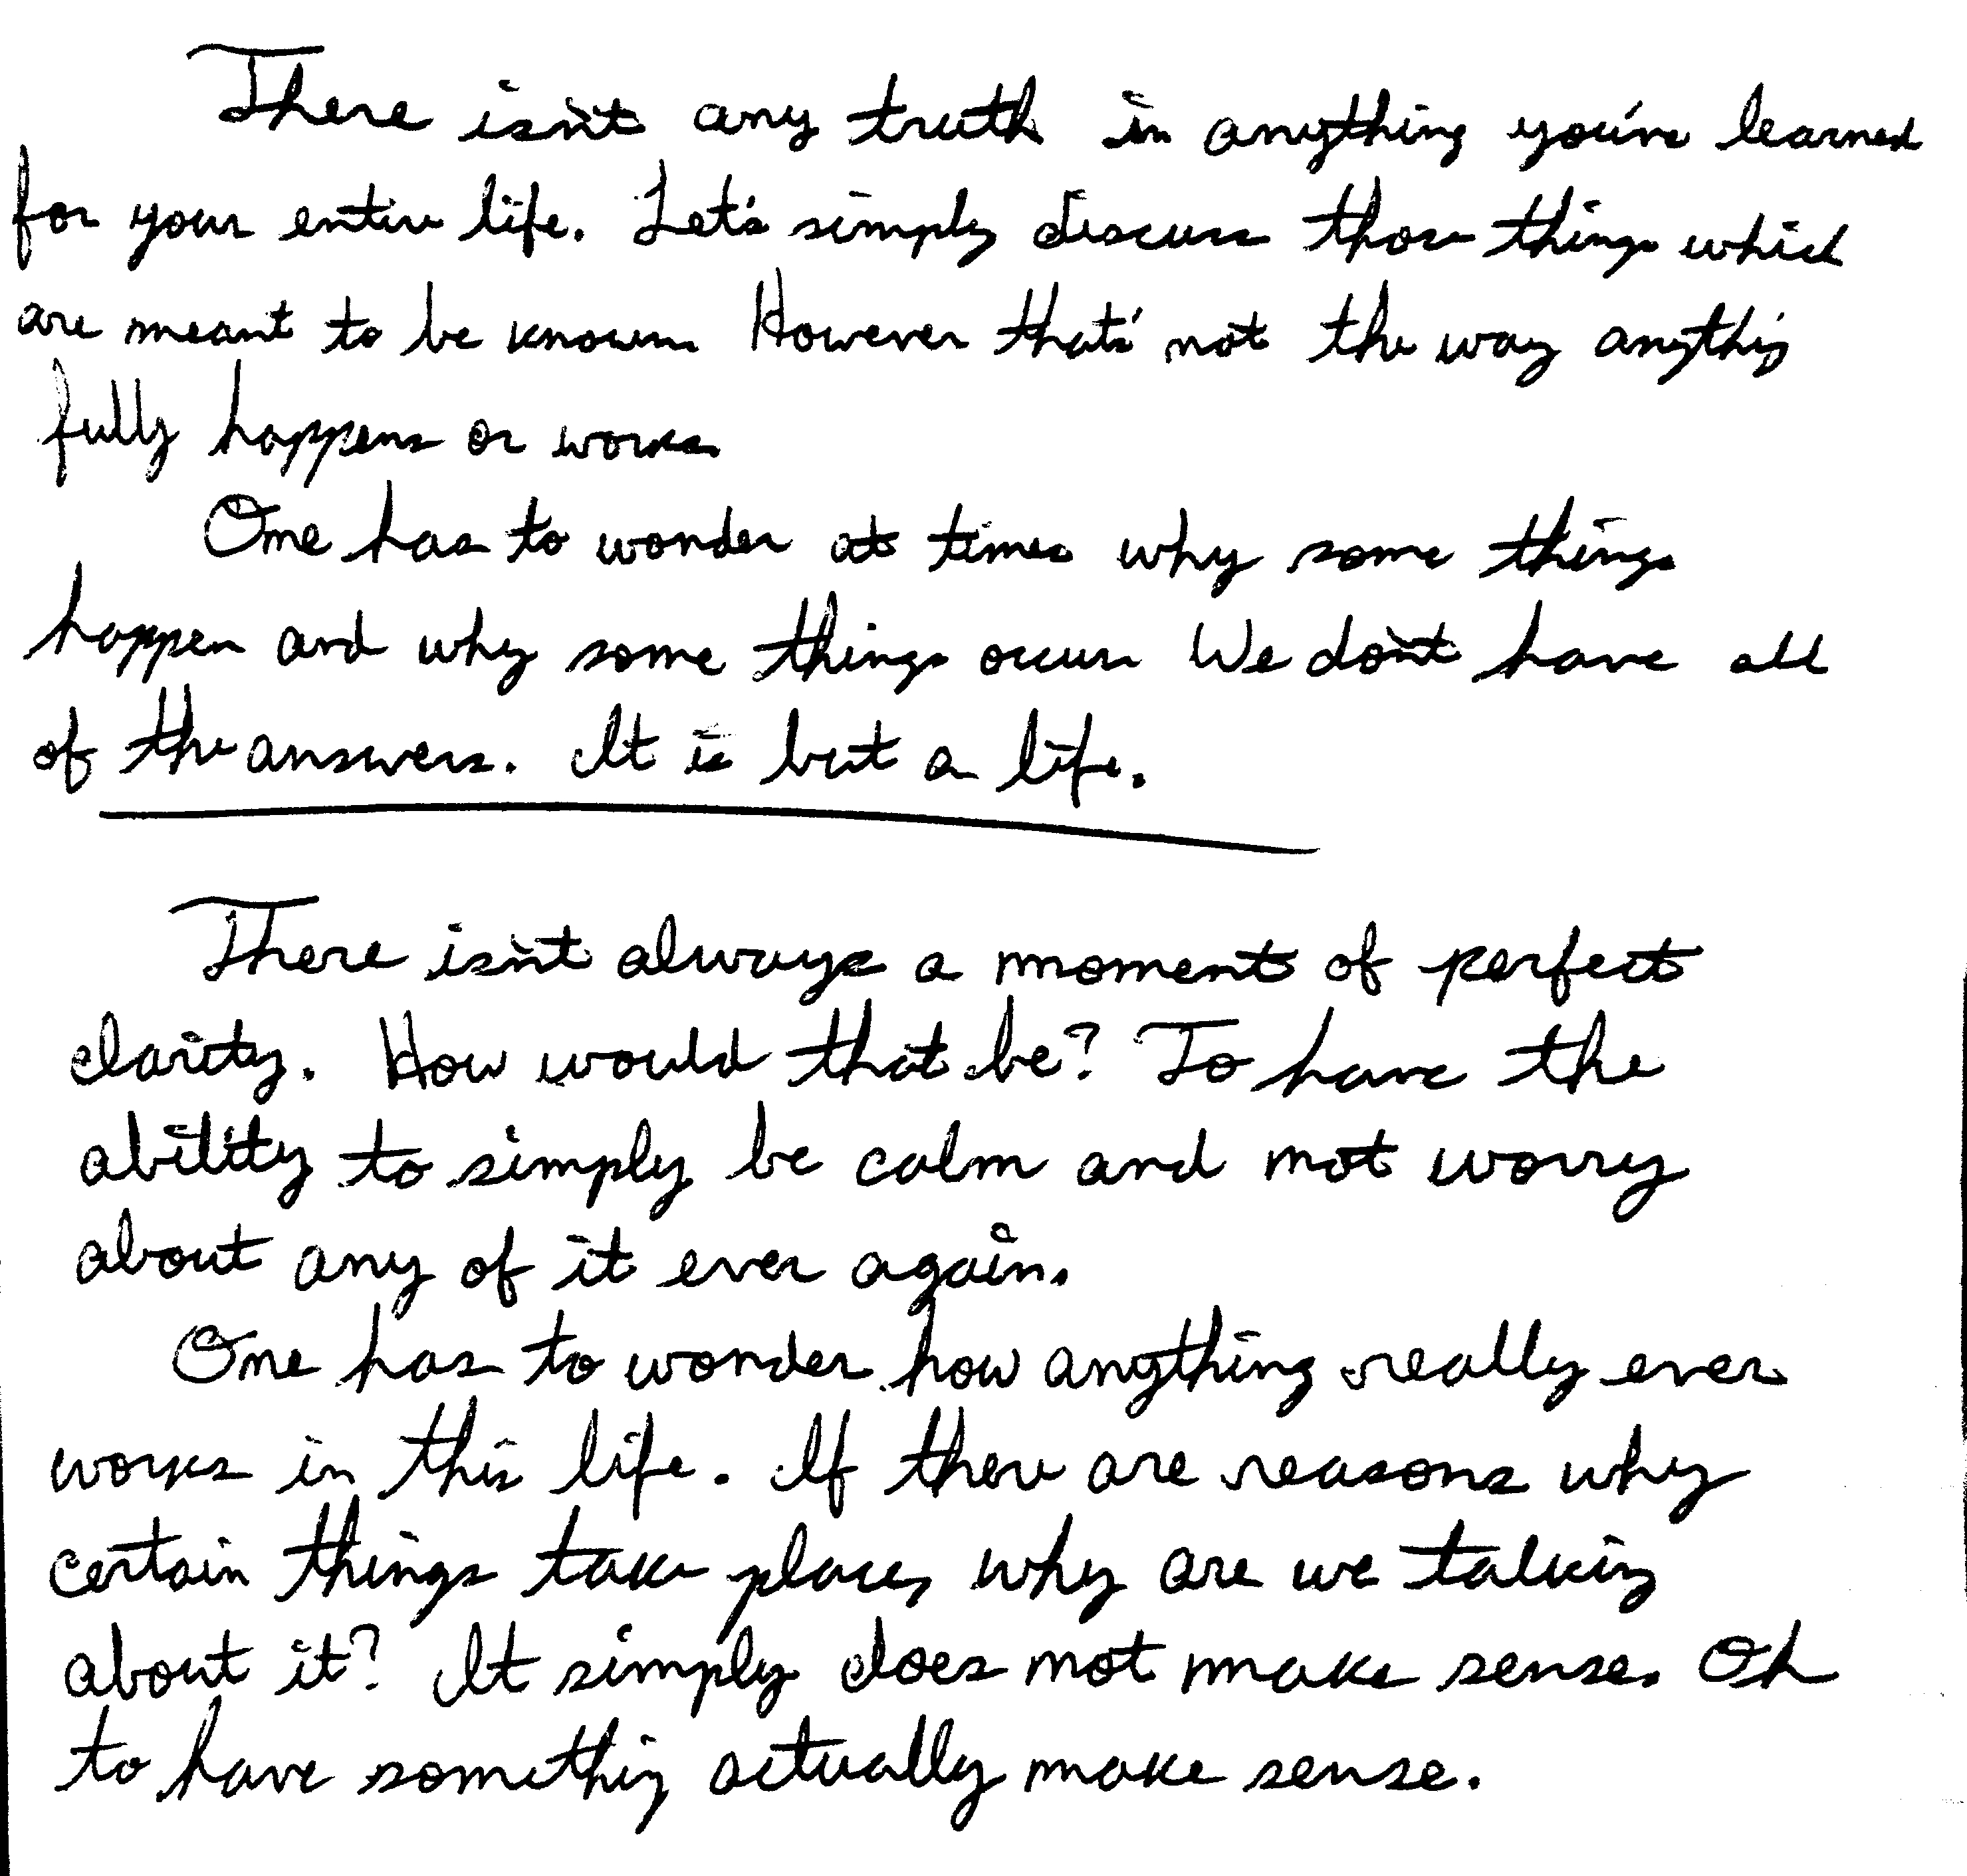 There isn't any truth in anything you've learned
for your entire life. Let's simply discuss those things which
are meant to be known. However that's not the way anything
fully happens or works.
One has to wonder at times why some things
happen and why some things occur. We don't have all
of the answers. It is but a life.
There isn't always a moment of perfect
clarity. How would that be? To have the
ability to simply be calm and not worry
about any of it ever again.
One has to wonder how anything really ever
works in this life. If there are reasons why
certain things take place, why are we talking
about it? It simply does not make sense. Oh
to have something actually make sense.